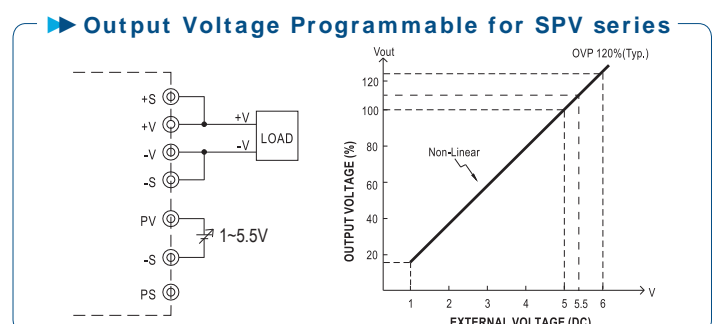 Output Voltage Programmable for SPV series
+S
+V
-V
-S
PV
-S
PS
+V
-V
LOAD
1~5.5V
Vout
OVP 120%(Typ.)
120
100
80
60
40
20
OUTPUT VOLTAGE (%)
Non-Linear
1 2 3 4 5 5.5 6
V
EXTERNAL VOLTAGE (DC)